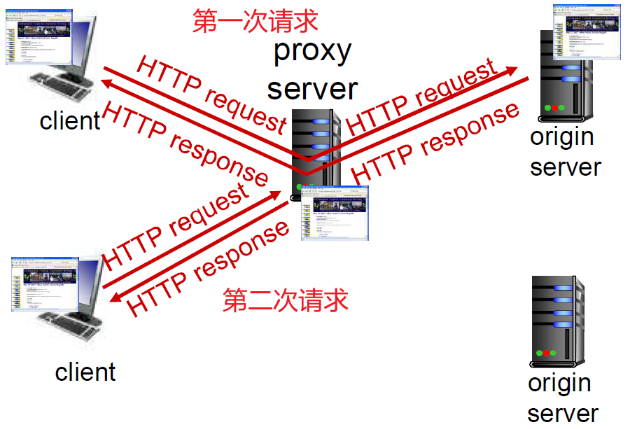 第一次请求
proxy
server
client
HTTP request
HTTP response
HTTP request
HTTP response
origin
server
HTTP request
HTTP response
第二次请求
client
origin
server